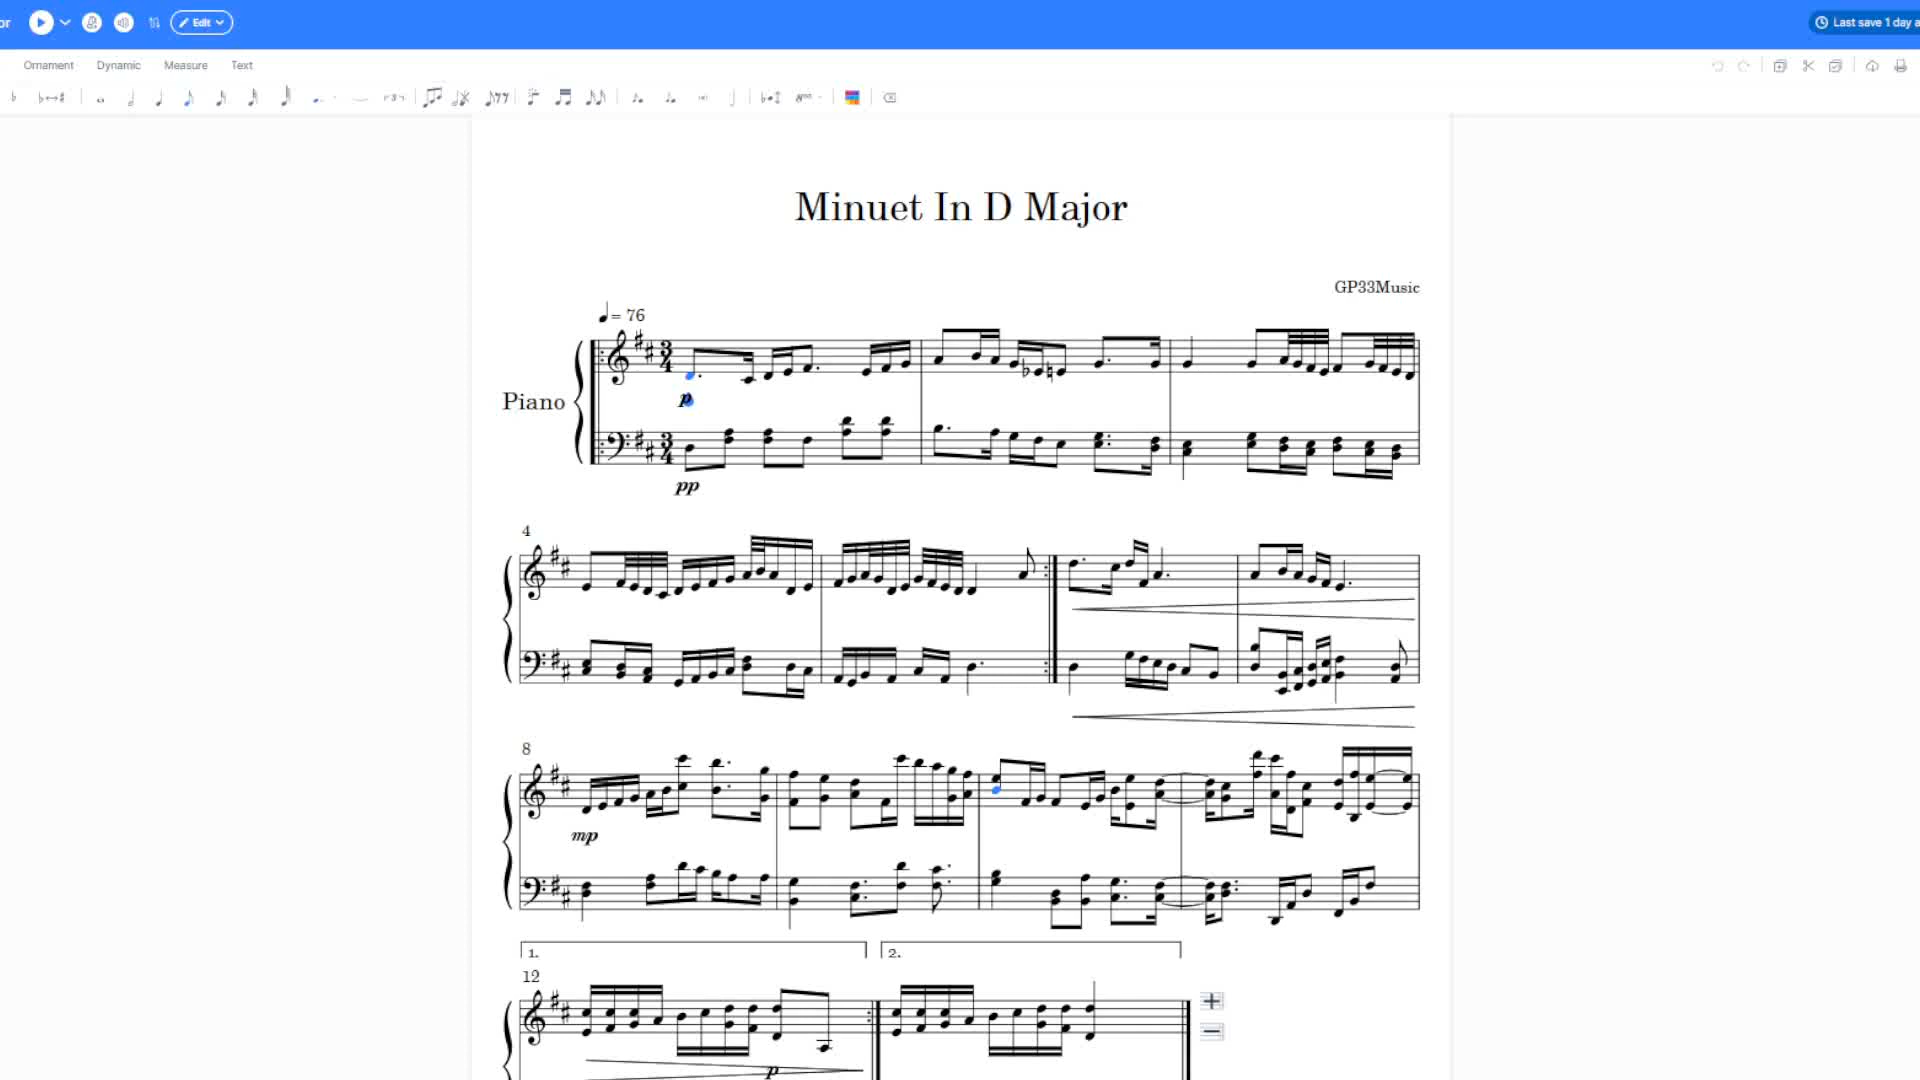 or Edit Last save 1 day a
Ornament Dynamic Measure Text
Minuet In D Major
GP33Music
= 76
Piano
p
pp
4
8
mp
1. 2.
12
p